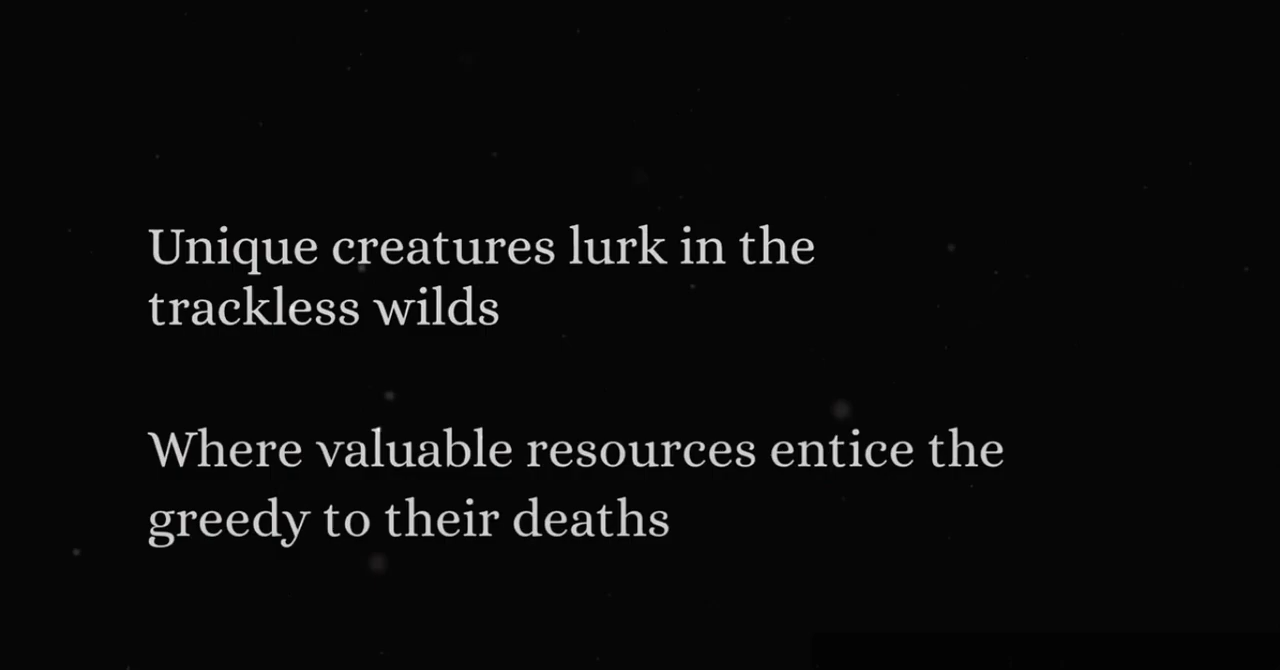 Unique creatures lurk in the
trackless wilds
Where valuable resources entice the
greedy to their deaths